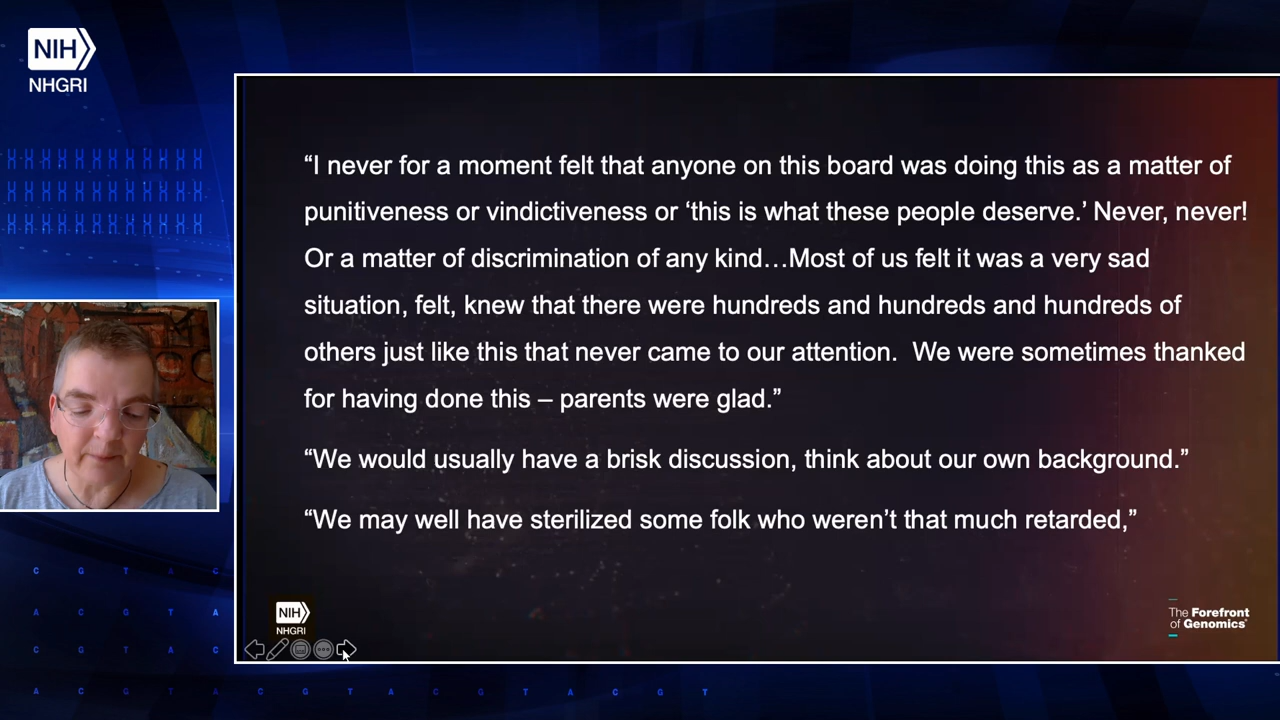 NIH
NHGRI
“I never for a moment felt that anyone on this board was doing this as a matter of
punitiveness or vindictiveness or ‘this is what these people deserve.’ Never, never!
Or a matter of discrimination of any kind…Most of us felt it was a very sad
situation, felt, knew that there were hundreds and hundreds and hundreds of
others just like this that never came to our attention.  We were sometimes thanked
for having done this – parents were glad.”
“We would usually have a brisk discussion, think about our own background.”
“We may well have sterilized some folk who weren’t that much retarded,”
NIH
NHGRI
The Forefront
of Genomics®
C G T A C
A C G T A
C G T A C
A C G T A C G T A C G T A C G T